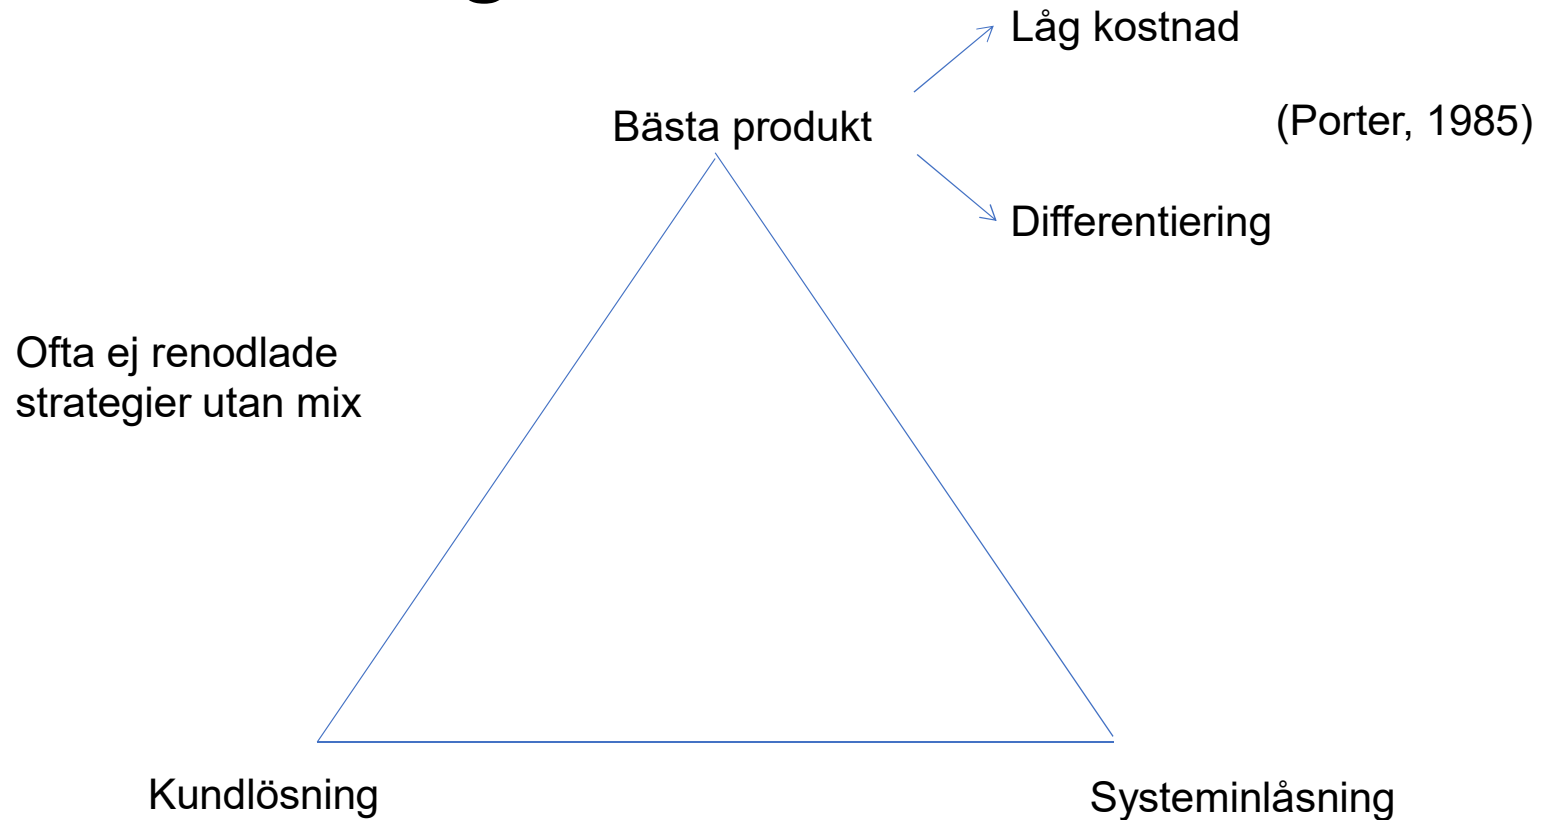 Låg kostnad
Bästa produkt
(Porter, 1985)
Differentiering
Ofta ej renodlade
strategier utan mix
Kundlösning
Systeminlåsning